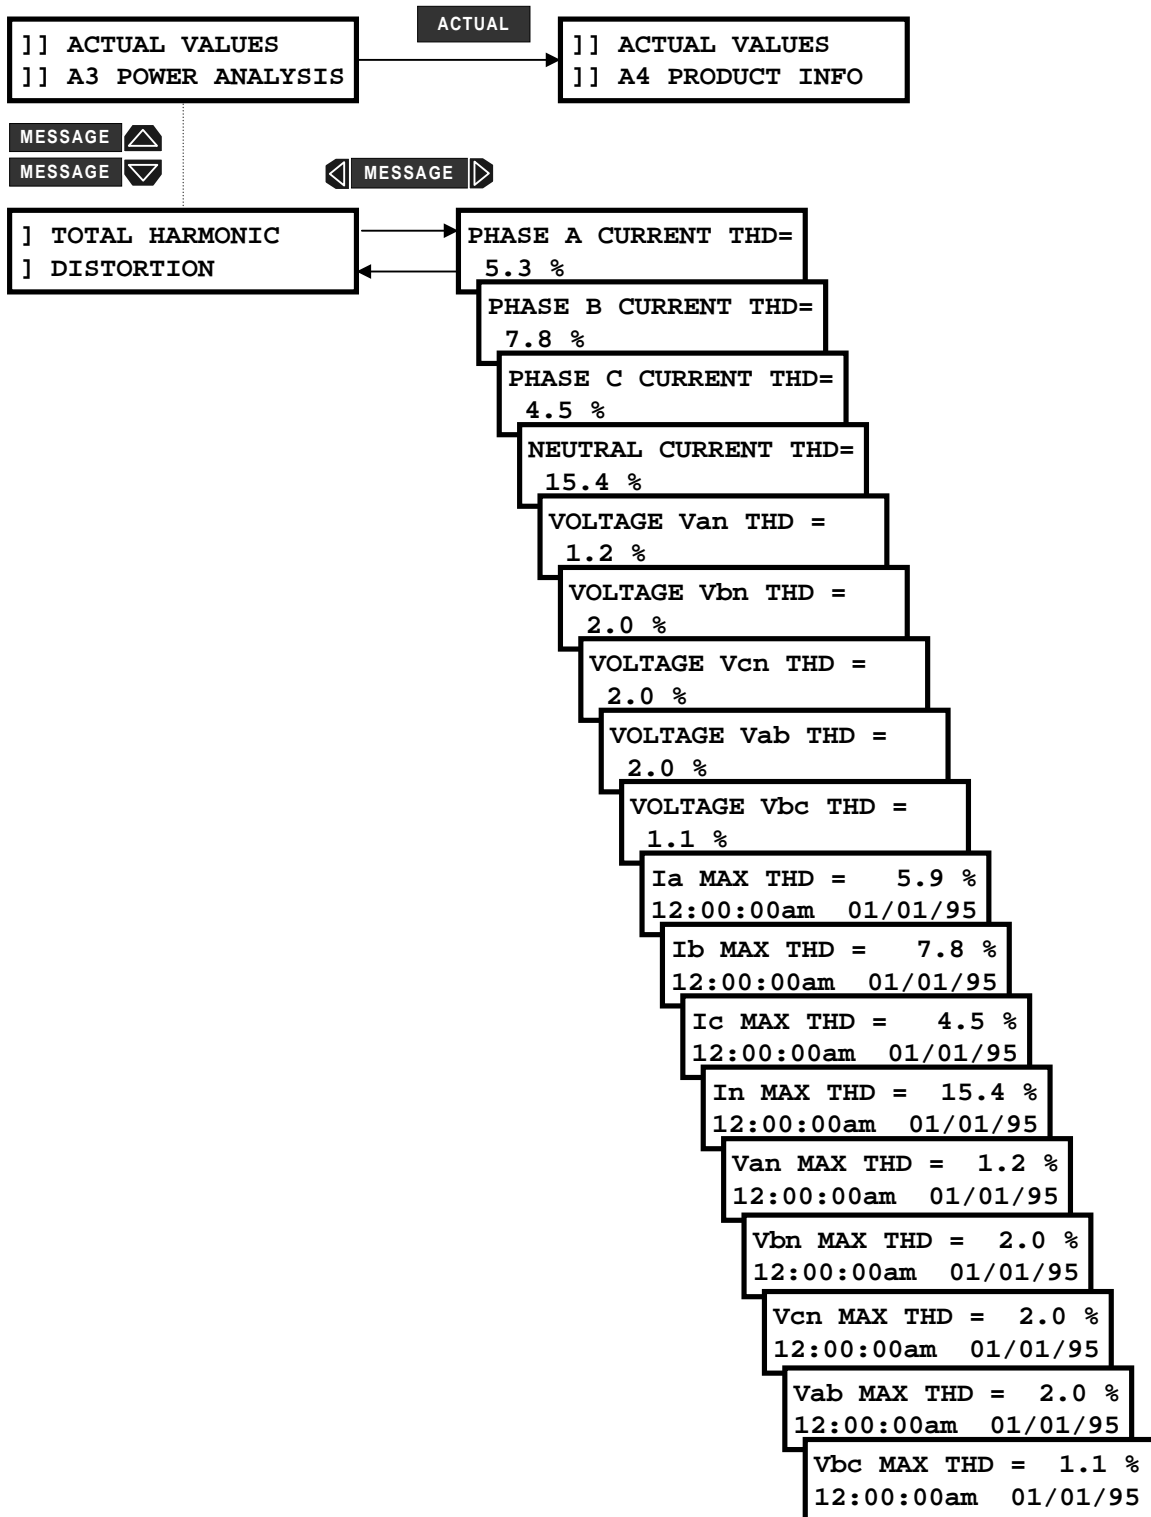 ACTUAL
]] ACTUAL VALUES
]] A3 POWER ANALYSIS
]] ACTUAL VALUES
]] A4 PRODUCT INFO
MESSAGE
MESSAGE
MESSAGE
] TOTAL HARMONIC
] DISTORTION
PHASE A CURRENT THD=
5.3 %
PHASE B CURRENT THD=
7.8 %
PHASE C CURRENT THD=
4.5 %
NEUTRAL CURRENT THD=
15.4 %
VOLTAGE Van THD =
1.2 %
VOLTAGE Vbn THD =
2.0 %
VOLTAGE Vcn THD =
2.0 %
VOLTAGE Vab THD =
2.0 %
VOLTAGE Vbc THD =
1.1 %
Ia MAX THD = 5.9 %
12:00:00am 01/01/95
Ib MAX THD = 7.8 %
12:00:00am 01/01/95
Ic MAX THD = 4.5 %
12:00:00am 01/01/95
In MAX THD = 15.4 %
12:00:00am 01/01/95
Van MAX THD = 1.2 %
12:00:00am 01/01/95
Vbn MAX THD = 2.0 %
12:00:00am 01/01/95
Vcn MAX THD = 2.0 %
12:00:00am 01/01/95
Vab MAX THD = 2.0 %
12:00:00am 01/01/95
Vbc MAX THD = 1.1 %
12:00:00am 01/01/95